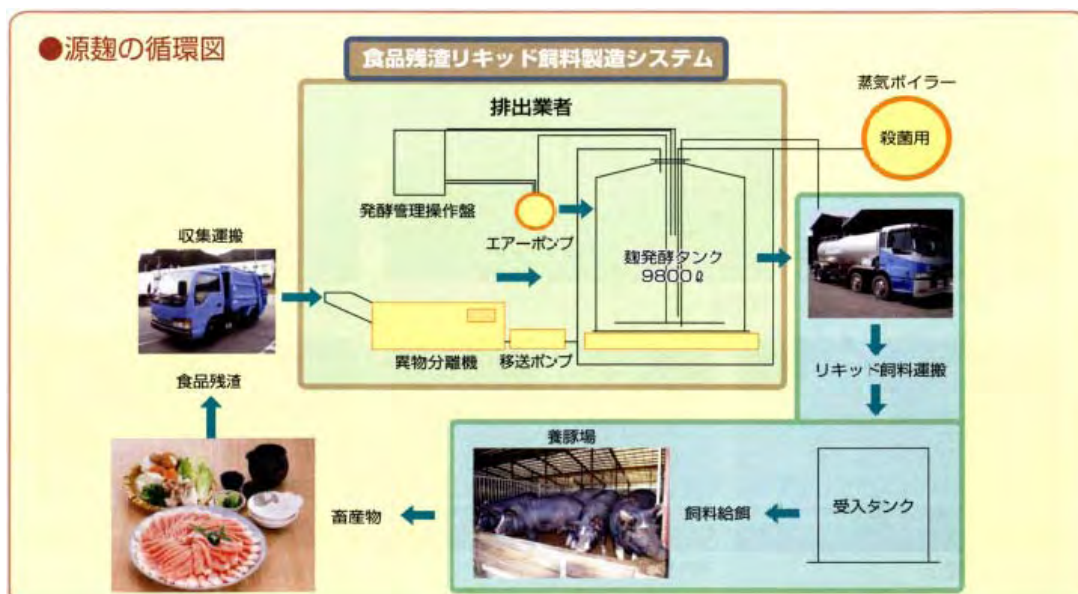 ●源麹の循環図
食品残渣リキッド飼料製造システム
蒸気ボイラー
殺菌用
排出業者
発酵管理操作盤
エアーポンプ
麹発酵タンク
9800ℓ
収集運搬
異物分離機
移送ポンプ
食品残渣
リキッド飼料運搬
養豚場
畜産物
飼料給餌
受入タンク